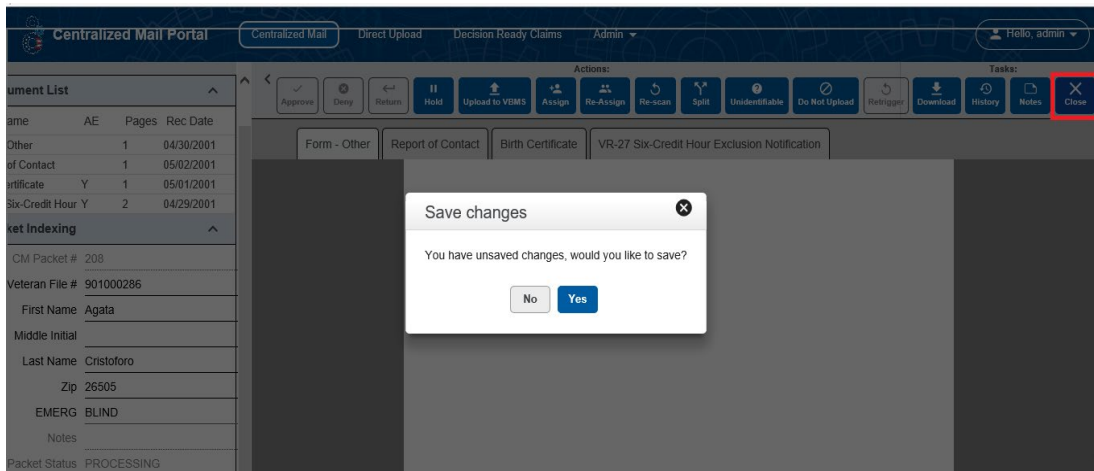 Centralized Mail Portal
Centralized Mail Direct Upload Decision Ready Claims Admin
Hello, admin
Actions:
Tasks:
Approve Deny Return Hold Upload to VBMS Assign Re-Assign Re-scan Split Unidentifiable Do Not Upload Retrigger Download History Notes Close
ument List
ame AE Pages Rec Date
Other 1 04/30/2001
of Contact 1 05/02/2001
ertificate Y 1 05/01/2001
Six-Credit Hour Y 2 04/29/2001
Form - Other Report of Contact Birth Certificate VR-27 Six-Credit Hour Exclusion Notification
ket Indexing
CM Packet # 208
Veteran File # 901000286
First Name Agata
Middle Initial
Last Name Cristoforo
Zip 26505
EMERG BLIND
Notes
Packet Status PROCESSING
Save changes
You have unsaved changes, would you like to save?
No Yes